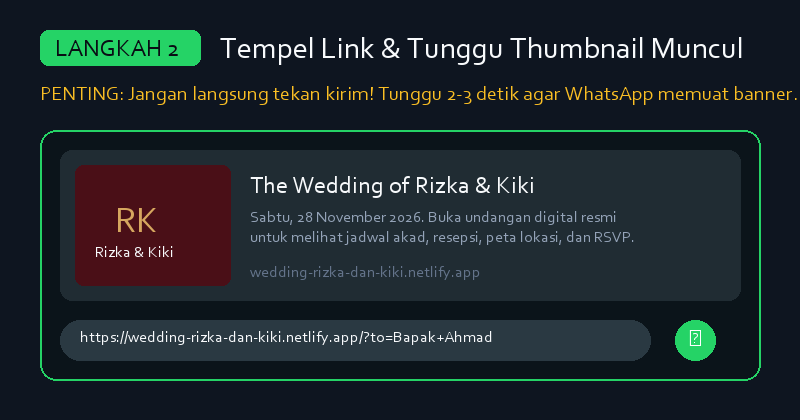 LANGKAH 2
Tempel Link & Tunggu Thumbnail Muncul
PENTING: Jangan langsung tekan kirim! Tunggu 2-3 detik agar WhatsApp memuat banner.
RK
Rizka & Kiki
The Wedding of Rizka & Kiki
Sabtu, 28 November 2026. Buka undangan digital resmi
untuk melihat jadwal akad, resepsi, peta lokasi, dan RSVP.
wedding-rizka-dan-kiki.netlify.app
https://wedding-rizka-dan-kiki.netlify.app/?to=Bapak+Ahmad